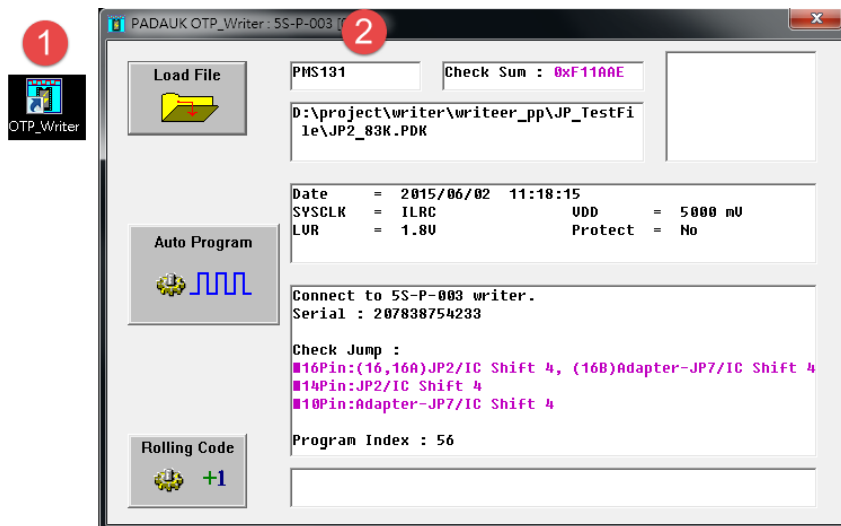 1
OTP_Writer
PADAUK OTP_Writer : 5S-P-003
2
Load File
PMS131
Check Sum : 0xF11AAE
D:\project\writer\writeer_pp\JP_TestFi
le\JP2_83K.PDK
Date = 2015/06/02 11:18:15
SYSCLK = ILRC VDD = 5000 mV
LVR = 1.8V Protect = No
Auto Program
Connect to 5S-P-003 writer.
Serial : 207838754233
Check Jump :
■16Pin:(16,16A)JP2/IC Shift 4, (16B)Adapter-JP7/IC Shift 4
■14Pin:JP2/IC Shift 4
■10Pin:Adapter-JP7/IC Shift 4
Program Index : 56
Rolling Code
+1